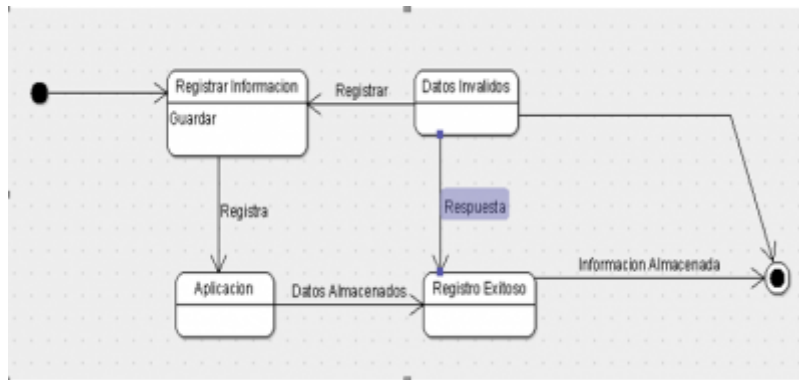 Registrar Informacion
Guardar
Registrar
Datos Invalidos
Registra
Respuesta
Aplicacion
Datos Almacenados
Registro Exitoso
Informacion Almacenada